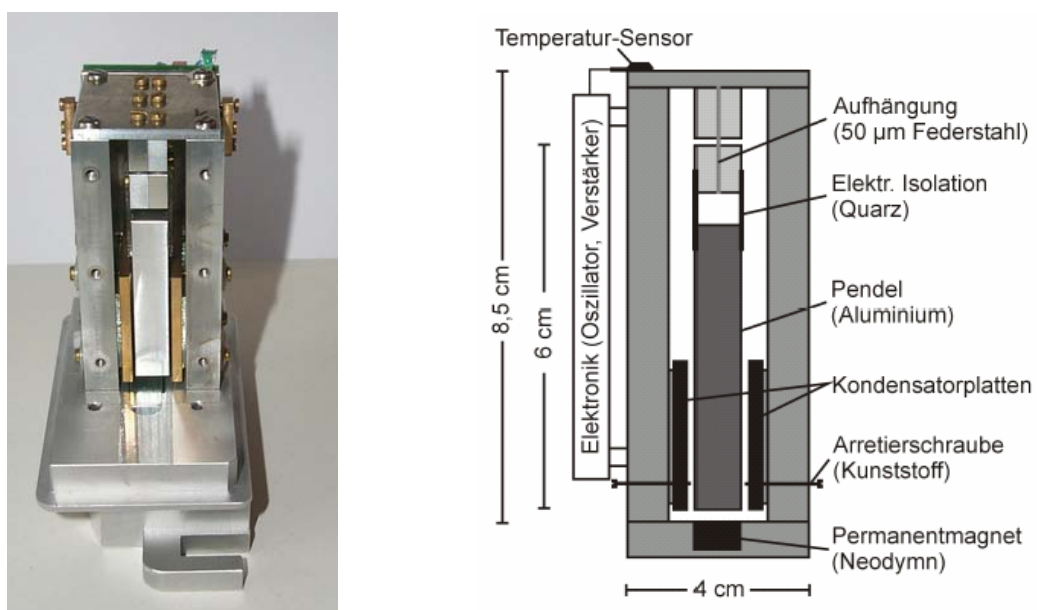 Temperatur-Sensor
Aufhängung
(50 µm Federstahl)
Elektr. Isolation
(Quarz)
Pendel
(Aluminium)
Kondensatorplatten
Arretierschraube
(Kunststoff)
Permanentmagnet
(Neodymn)
Elektronik (Oszillator, Verstärker)
8,5 cm
6 cm
4 cm